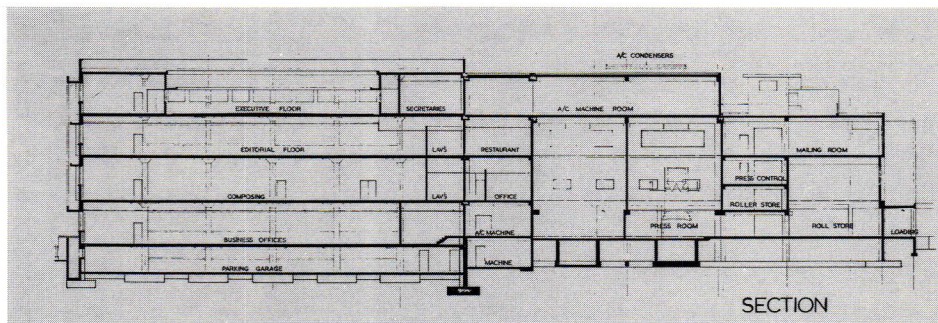 A/C CONDENSERS
EXECUTIVE FLOOR
SECRETARIES
A/C MACHINE ROOM
EDITORIAL FLOOR
LAVS
RESTAURANT
MAILING ROOM
PRESS CONTROL
COMPOSING
LAVS
OFFICE
ROLLER STORE
BUSINESS OFFICES
A/C MACHINE
PRESS ROOM
ROLL STORE
LOADING
PARKING GARAGE
MACHINE
SECTION